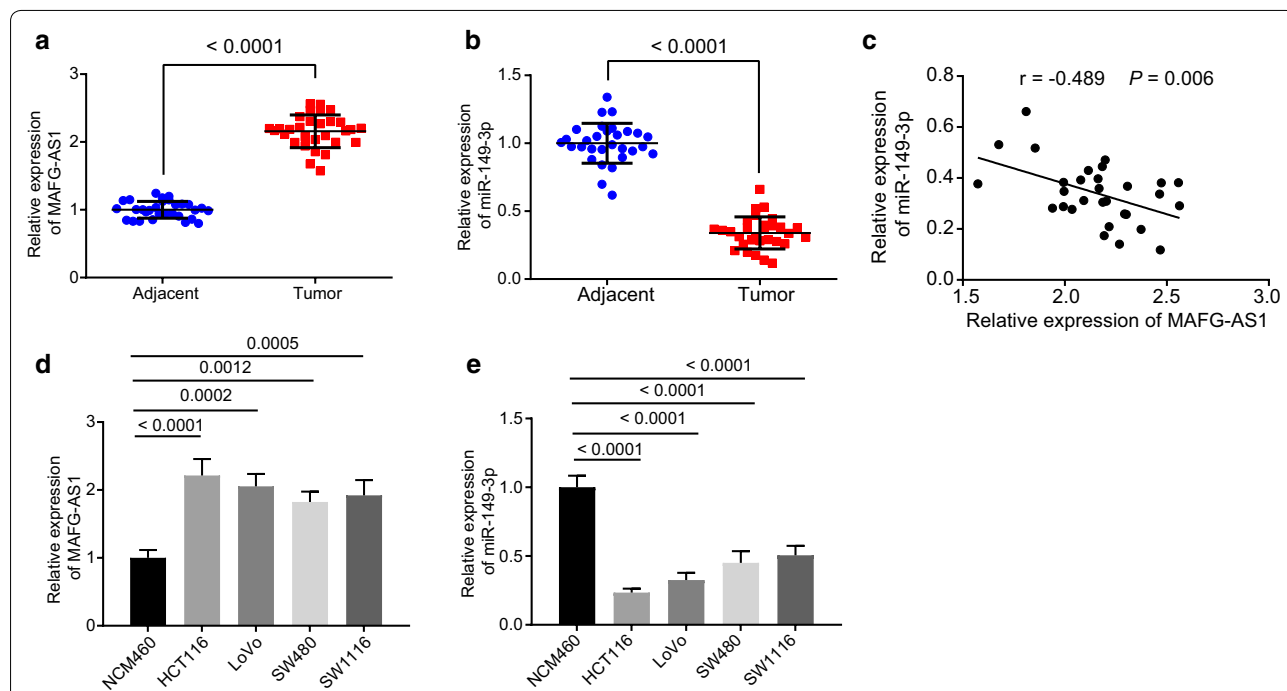 a
< 0.0001
Relative expression
of MAFG-AS1
3
2
1
0
Adjacent
Tumor
b
< 0.0001
Relative expression
of miR-149-3p
1.5
1.0
0.5
0.0
Adjacent
Tumor
c
r = -0.489 P = 0.006
Relative expression
of miR-149-3p
0.8
0.6
0.4
0.2
0.0
1.5 2.0 2.5 3.0
Relative expression of MAFG-AS1
d
0.0005
0.0012
0.0002
< 0.0001
Relative expression
of MAFG-AS1
3
2
1
0
NCM460
HCT116
LoVo
SW480
SW1116
e
< 0.0001
< 0.0001
< 0.0001
< 0.0001
Relative expression
of miR-149-3p
1.5
1.0
0.5
0.0
NCM460
HCT116
LoVo
SW480
SW1116